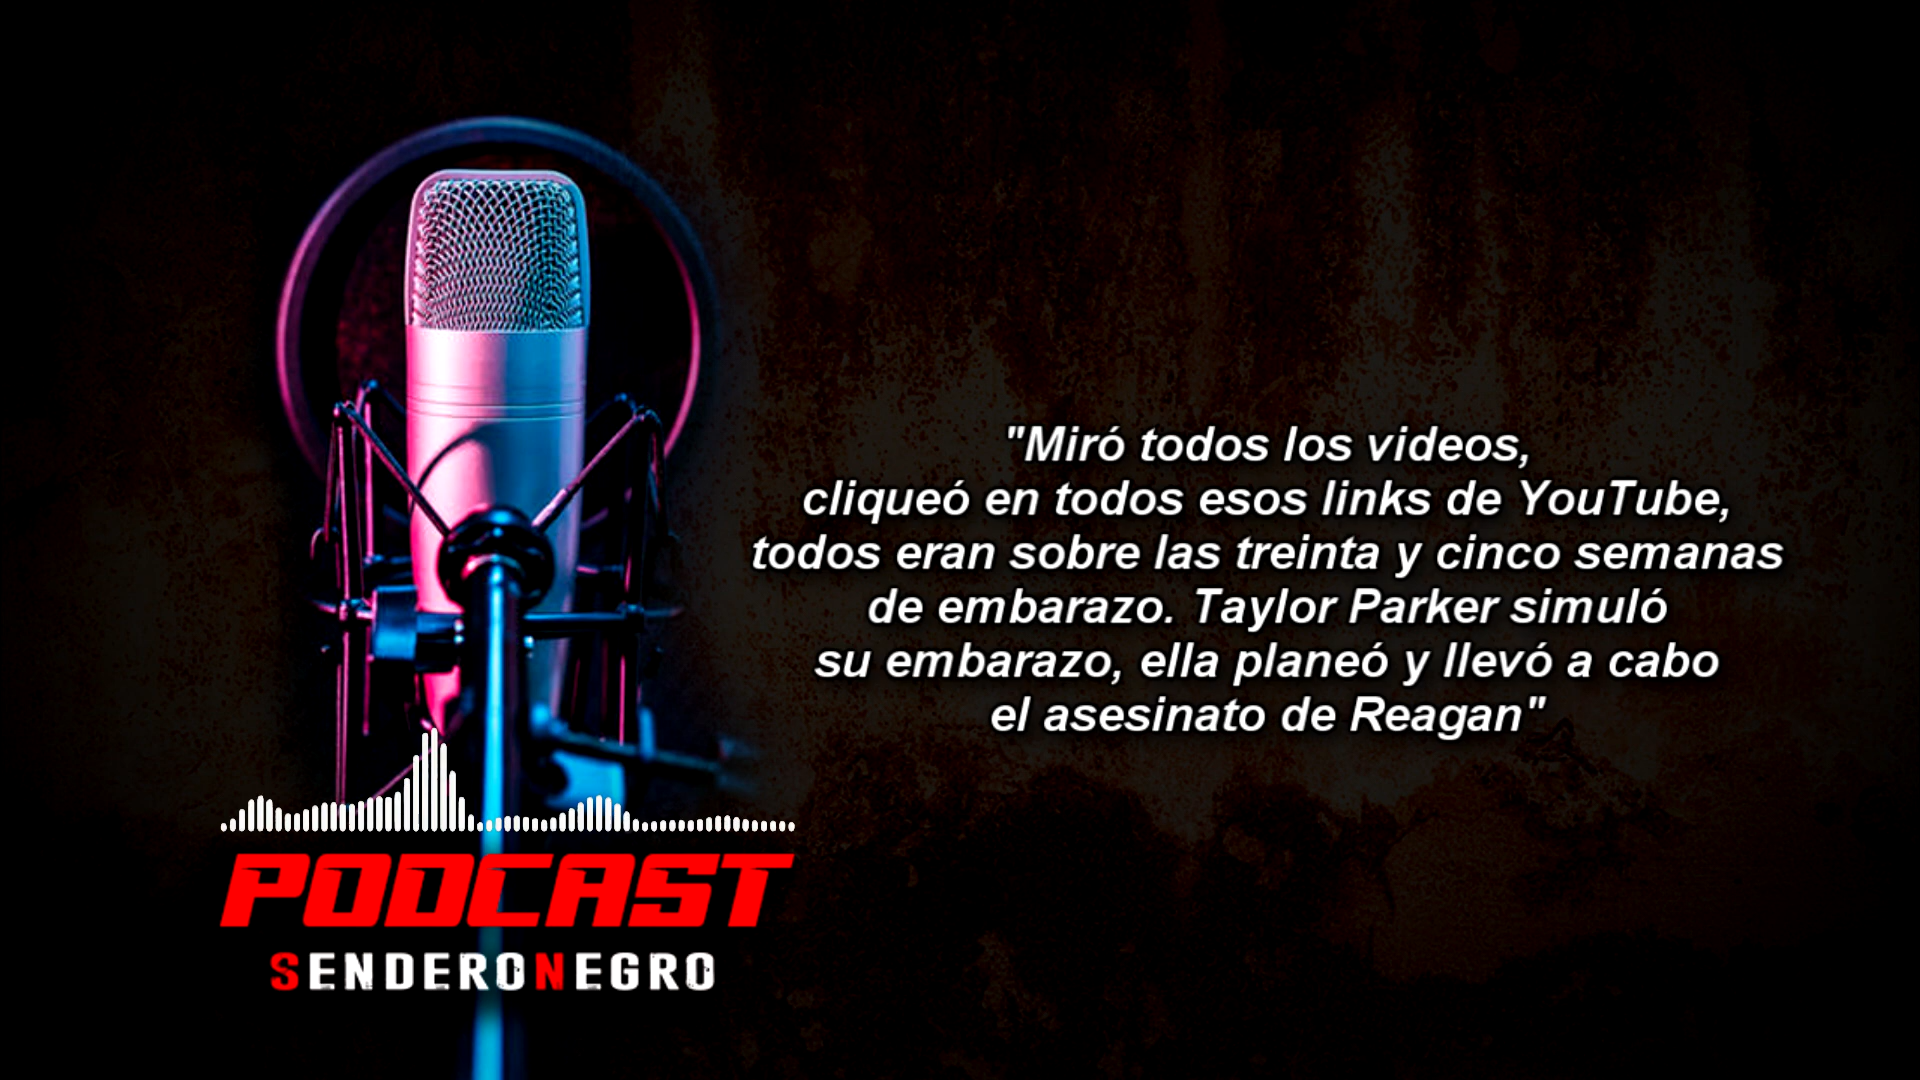 "Miró todos los videos,
cliqueó en todos esos links de YouTube,
todos eran sobre las treinta y cinco semanas
de embarazo. Taylor Parker simuló
su embarazo, ella planeó y llevó a cabo
el asesinato de Reagan"
PODCAST
SENDERONEGRO